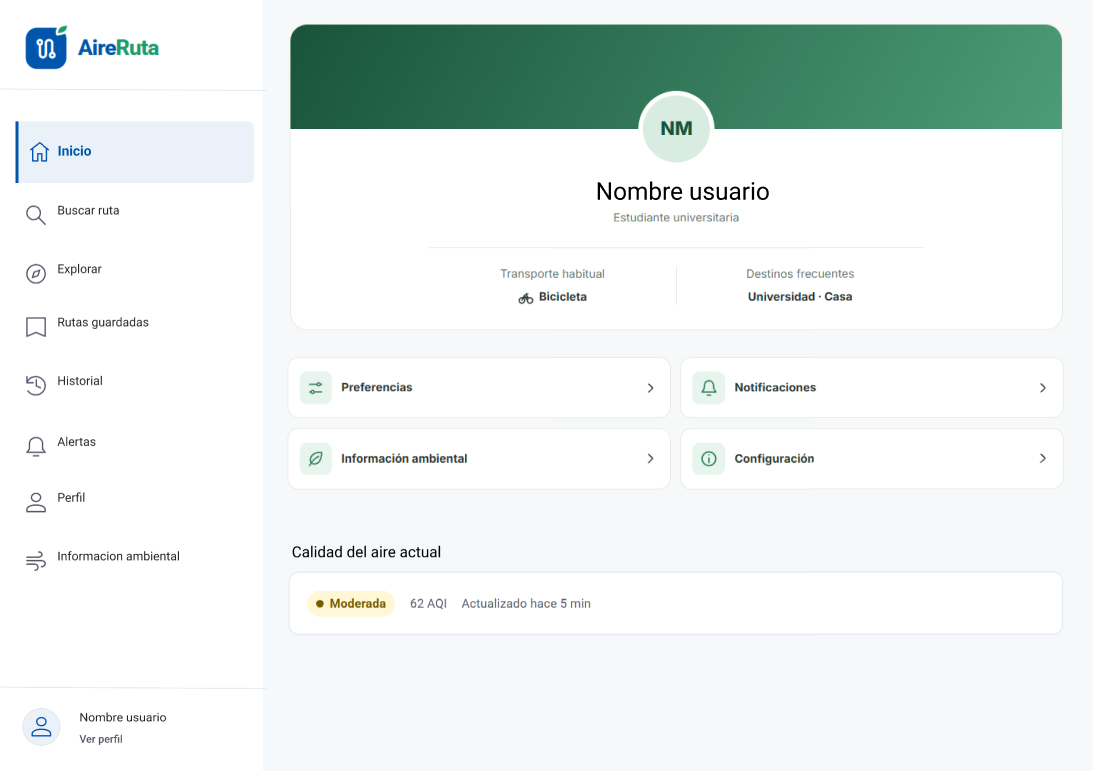 AireRuta
Inicio
Buscar ruta
Explorar
Rutas guardadas
Historial
Alertas
Perfil
Informacion ambiental
Nombre usuario
Ver perfil
NM
Nombre usuario
Estudiante universitaria
Transporte habitual
Bicicleta
Destinos frecuentes
Universidad · Casa
Preferencias
Notificaciones
Información ambiental
Configuración
Calidad del aire actual
Moderada 62 AQI Actualizado hace 5 min